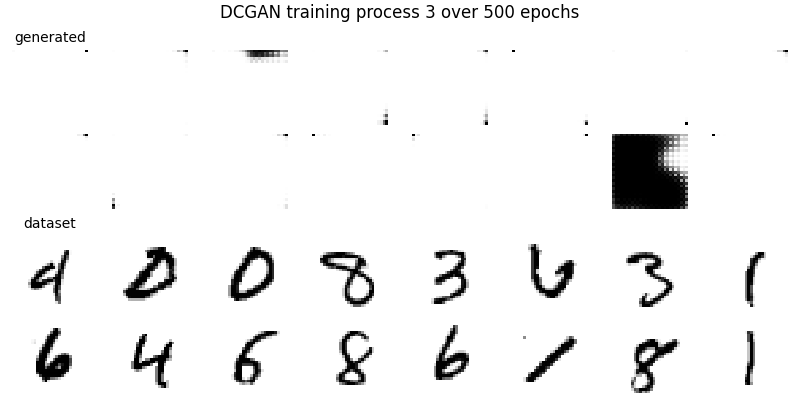 DCGAN training process 3 over 500 epochs
generated
dataset
4 0 0 8 3 6 3 1
6 4 6 8 6 / 8 1